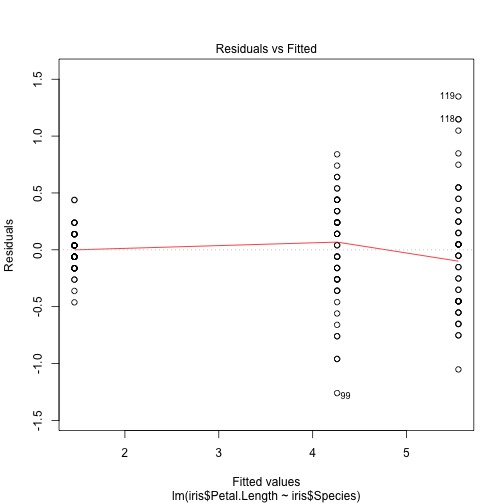 Residuals vs Fitted
Residuals
1.5
1.0
0.5
0.0
-0.5
-1.0
-1.5
119
118
99
2 3 4 5
Fitted values
lm(iris$Petal.Length ~ iris$Species)